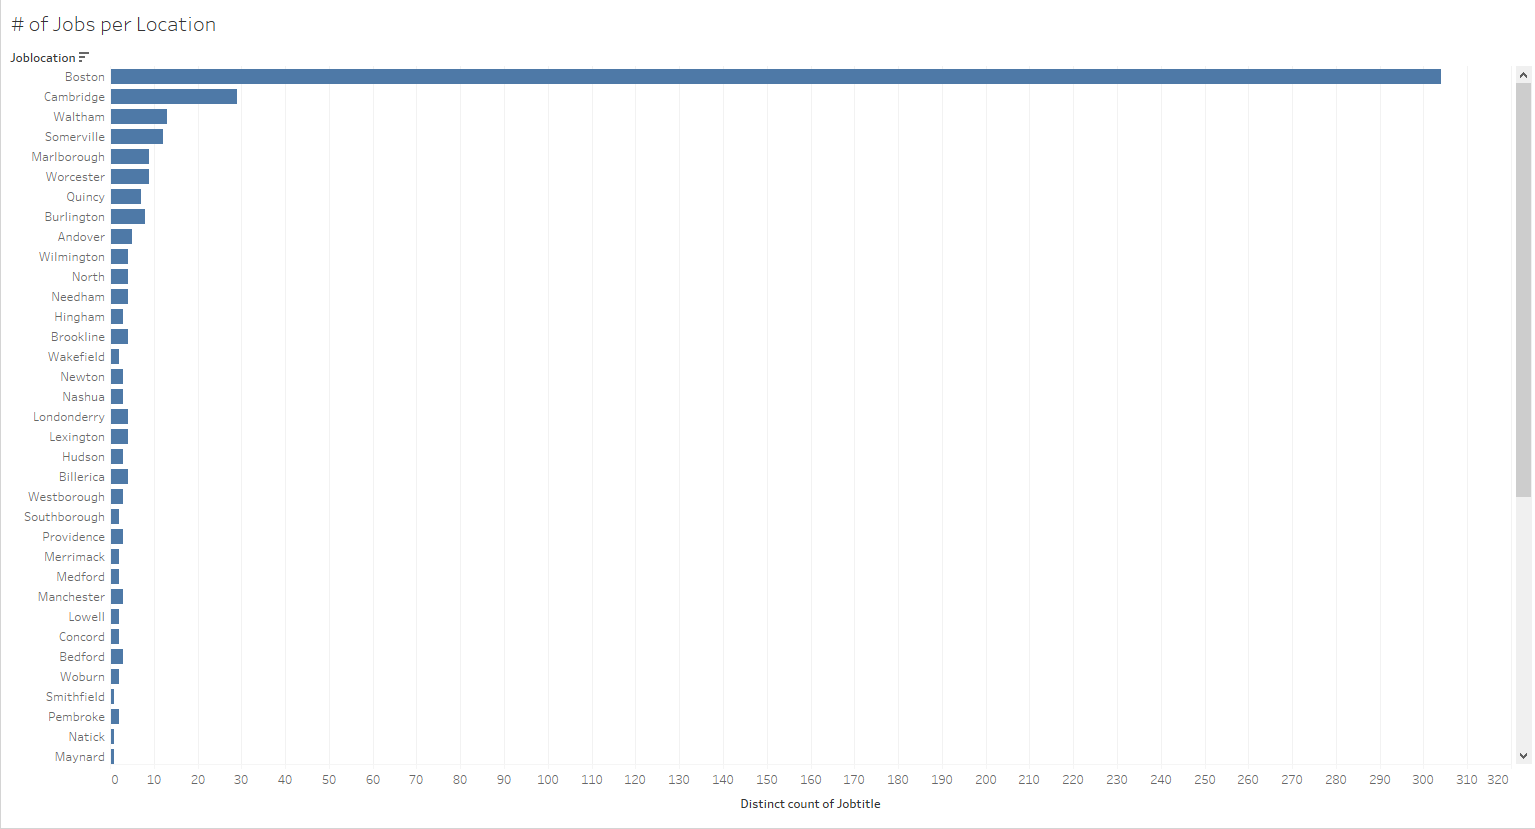 # of Jobs per Location
Joblocation
Boston
Cambridge
Waltham
Somerville
Marlborough
Worcester
Quincy
Burlington
Andover
Wilmington
North
Needham
Hingham
Brookline
Wakefield
Newton
Nashua
Londonderry
Lexington
Hudson
Billerica
Westborough
Southborough
Providence
Merrimack
Medford
Manchester
Lowell
Concord
Bedford
Woburn
Smithfield
Pembroke
Natick
Maynard
0 10 20 30 40 50 60 70 80 90 100 110 120 130 140 150 160 170 180 190 200 210 220 230 240 250 260 270 280 290 300 310 320
Distinct count of Jobtitle